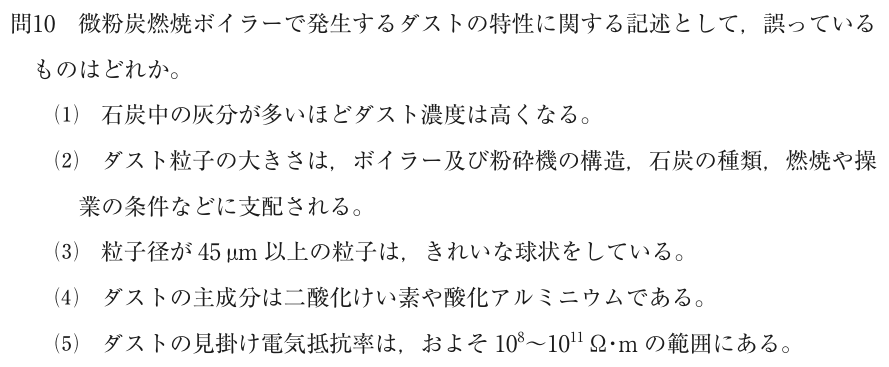 問10 微粉炭燃焼ボイラーで発生するダストの特性に関する記述として，誤っている
ものはどれか。
(1) 石炭中の灰分が多いほどダスト濃度は高くなる。
(2) ダスト粒子の大きさは，ボイラー及び粉砕機の構造，石炭の種類，燃焼や操
業の条件などに支配される。
(3) 粒子径が 45 μm 以上の粒子は，きれいな球状をしている。
(4) ダストの主成分は二酸化けい素や酸化アルミニウムである。
(5) ダストの見掛け電気抵抗率は，およそ 10⁸〜10¹¹ Ω·m の範囲にある。